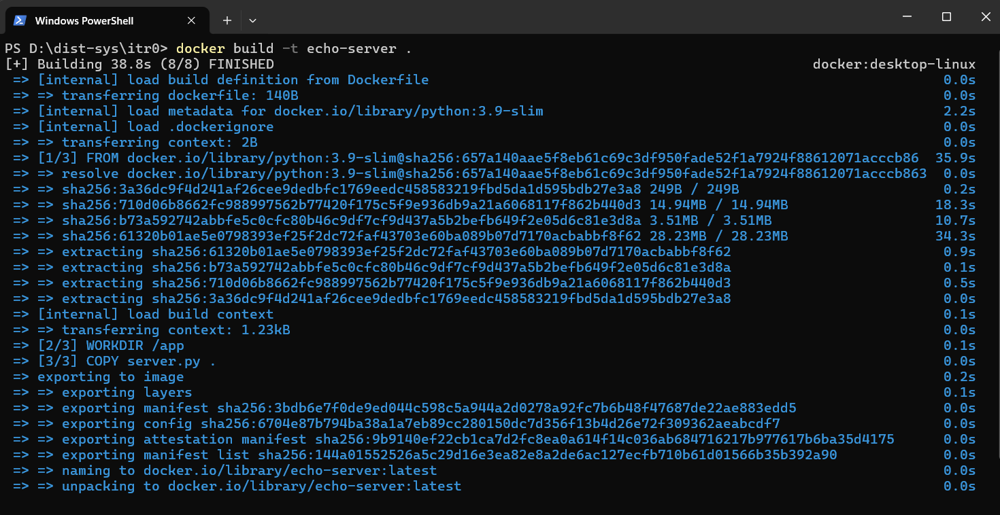 Windows PowerShell
PS D:\dist-sys\itr0> docker build -t echo-server .
[+] Building 38.8s (8/8) FINISHED docker:desktop-linux
=> [internal] load build definition from Dockerfile 0.0s
=> => transferring dockerfile: 140B 0.0s
=> [internal] load metadata for docker.io/library/python:3.9-slim 2.2s
=> [internal] load .dockerignore 0.0s
=> => transferring context: 2B 0.0s
=> [1/3] FROM docker.io/library/python:3.9-slim@sha256:657a140aae5f8eb61c69c3df950fade52f1a7924f88612071acccb86 35.9s
=> => resolve docker.io/library/python:3.9-slim@sha256:657a140aae5f8eb61c69c3df950fade52f1a7924f88612071acccb863 0.0s
=> => sha256:3a36dc9f4d241af26cee9dedbfc1769eedc458583219fbd5da1d595bdb27e3a8 249B / 249B 0.2s
=> => sha256:710d06b8662fc988997562b77420f175c5f9e936db9a21a6068117f862b440d3 14.94MB / 14.94MB 18.3s
=> => sha256:b73a592742abbfe5c0cfc80b46c9df7cf9d437a5b2befb649f2e05d6c81e3d8a 3.51MB / 3.51MB 10.7s
=> => sha256:61320b01ae5e0798393ef25f2dc72faf43703e60ba089b07d7170acbabbf8f62 28.23MB / 28.23MB 34.3s
=> => extracting sha256:61320b01ae5e0798393ef25f2dc72faf43703e60ba089b07d7170acbabbf8f62 0.9s
=> => extracting sha256:b73a592742abbfe5c0cfc80b46c9df7cf9d437a5b2befb649f2e05d6c81e3d8a 0.1s
=> => extracting sha256:710d06b8662fc988997562b77420f175c5f9e936db9a21a6068117f862b440d3 0.5s
=> => extracting sha256:3a36dc9f4d241af26cee9dedbfc1769eedc458583219fbd5da1d595bdb27e3a8 0.0s
=> [internal] load build context 0.1s
=> => transferring context: 1.23kB 0.0s
=> [2/3] WORKDIR /app 0.1s
=> [3/3] COPY server.py . 0.0s
=> exporting to image 0.2s
=> => exporting layers 0.1s
=> => exporting manifest sha256:3bdb6e7f0de9ed044c598c5a944a2d0278a92fc7b6b48f47687de22ae883edd5 0.0s
=> => exporting config sha256:6704e87b794ba38a1a7eb89cc280150dc7d356f13b4d26e72f309362aeabcdf7 0.0s
=> => exporting attestation manifest sha256:9b9140ef22cb1ca7d2fc8ea0a614f14c036ab684716217b977617b6ba35d4175 0.0s
=> => exporting manifest list sha256:144a01552526a5c29d16e3ea82e8a2de6ac127ecfb710b61d01566b35b392a90 0.0s
=> => naming to docker.io/library/echo-server:latest 0.0s
=> => unpacking to docker.io/library/echo-server:latest 0.0s